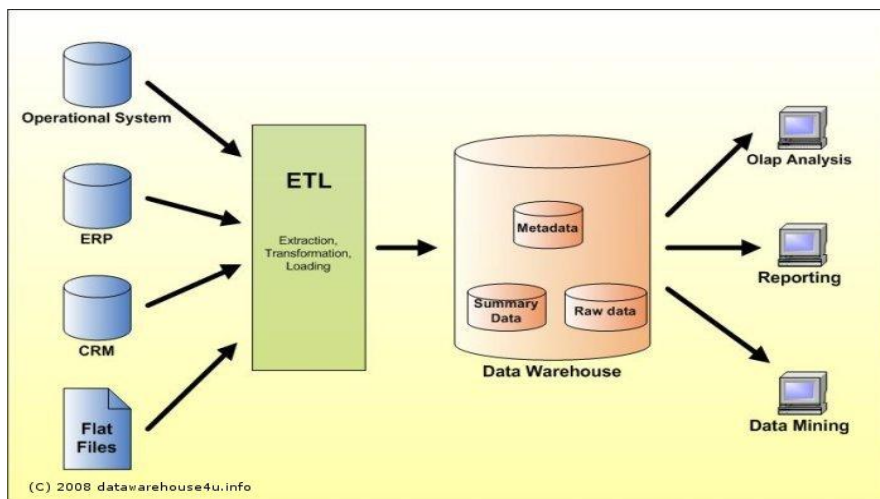 Operational System
ERP
CRM
Flat
Files
ETL
Extraction,
Transformation,
Loading
Metadata
Summary
Data
Raw data
Data Warehouse
Olap Analysis
Reporting
Data Mining
(C) 2008 datawarehouse4u.info